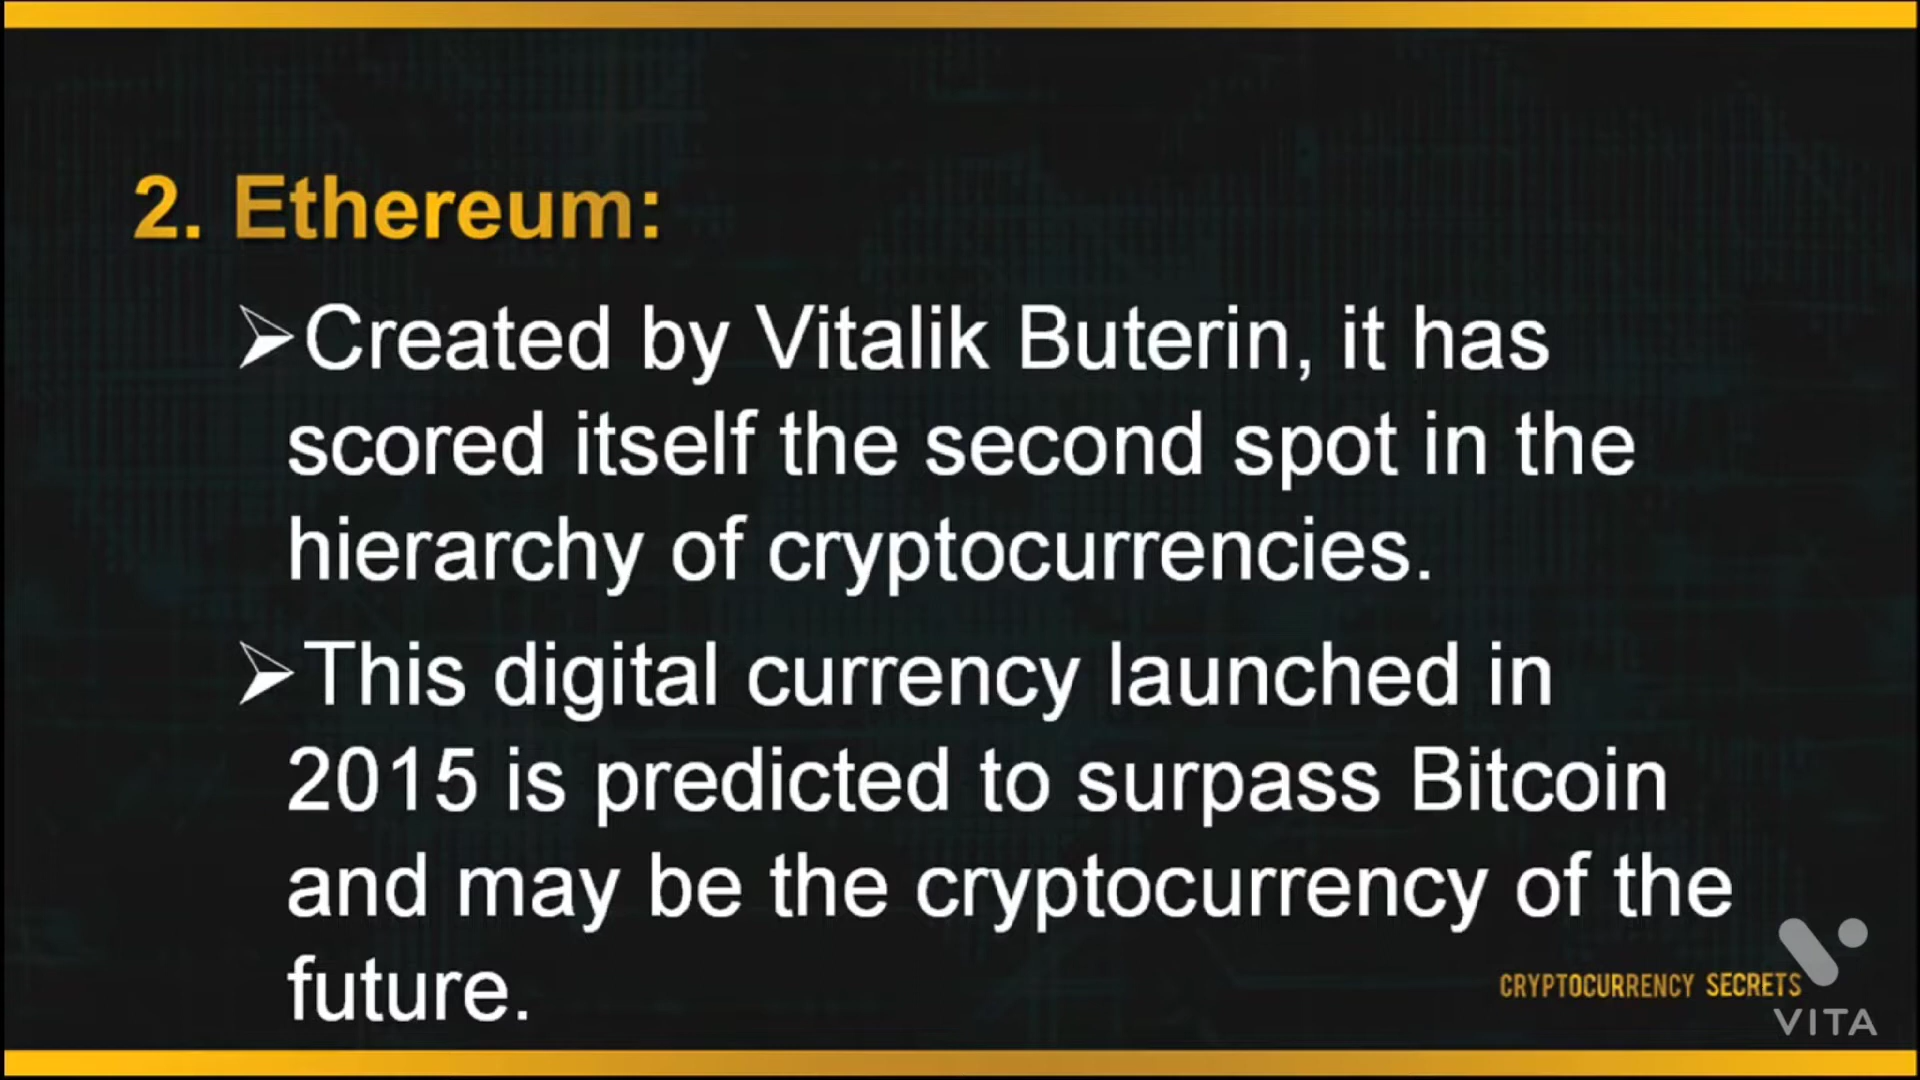 2. Ethereum:
➢Created by Vitalik Buterin, it has
scored itself the second spot in the
hierarchy of cryptocurrencies.
➢This digital currency launched in
2015 is predicted to surpass Bitcoin
and may be the cryptocurrency of the
future.
CRYPTOCURRENCY SECRETS
VITA